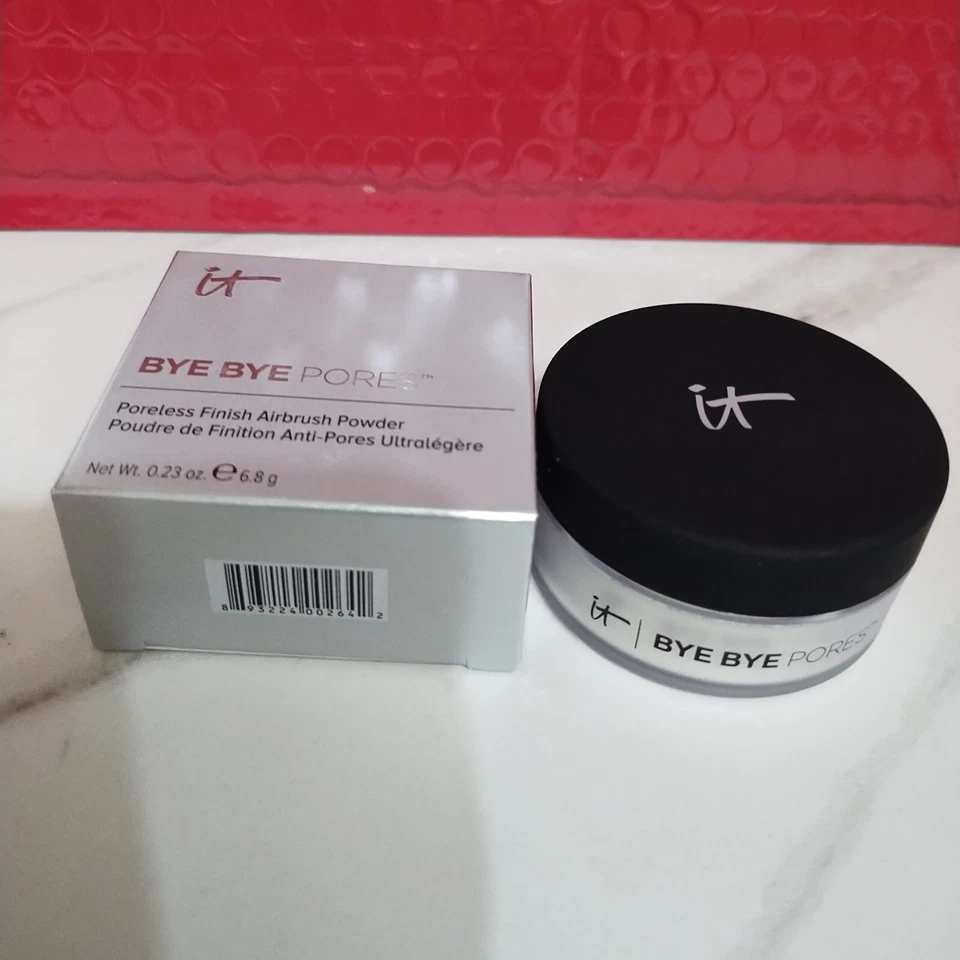 it
BYE BYE PORES™
Poreless Finish Airbrush Powder
Poudre de Finition Anti-Pores Ultralégère
Net Wt. 0.23 oz. ℮ 6.8 g
8 93224 00264 2
it
it | BYE BYE PORES™